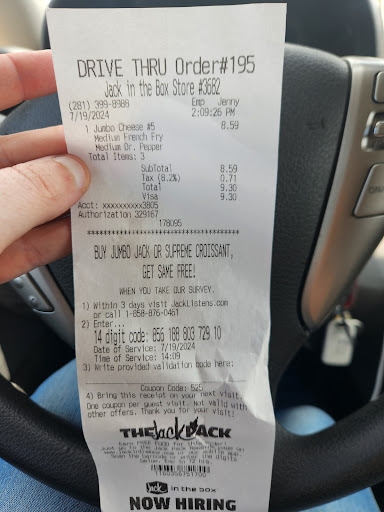 DRIVE THRU Order#195
Jack in the Box Store #3682
(281) 399-8988 Emp Jenny
7/19/2024 2:09:26 PM
1 Jumbo Cheese #5 8.59
Medium French Fry
Medium Dr. Pepper
Total Items: 3
SubTotal 8.59
Tax (8.2%) 0.71
Total 9.30
Visa 9.30
Acct: xxxxxxxxxx3805
Authorization 329167
178095
BUY JUMBO JACK OR SUPREME CROISSANT,
GET SAME FREE!
WHEN YOU TAKE OUR SURVEY.
1) Within 3 days visit JackListens.com
or call 1-858-876-0461
2) Enter...
14 digit code: 856 188 803 729 10
Date of Service: 7/19/2024
Time of Service: 14:09
3) Write provided validation code here:
Coupon Code: 525
4) Bring this receipt on your next visit.
One coupon per guest visit. Not valid with
other offers. Thank you for your visit!
THE Jack PACK
jack in the box
NOW HIRING